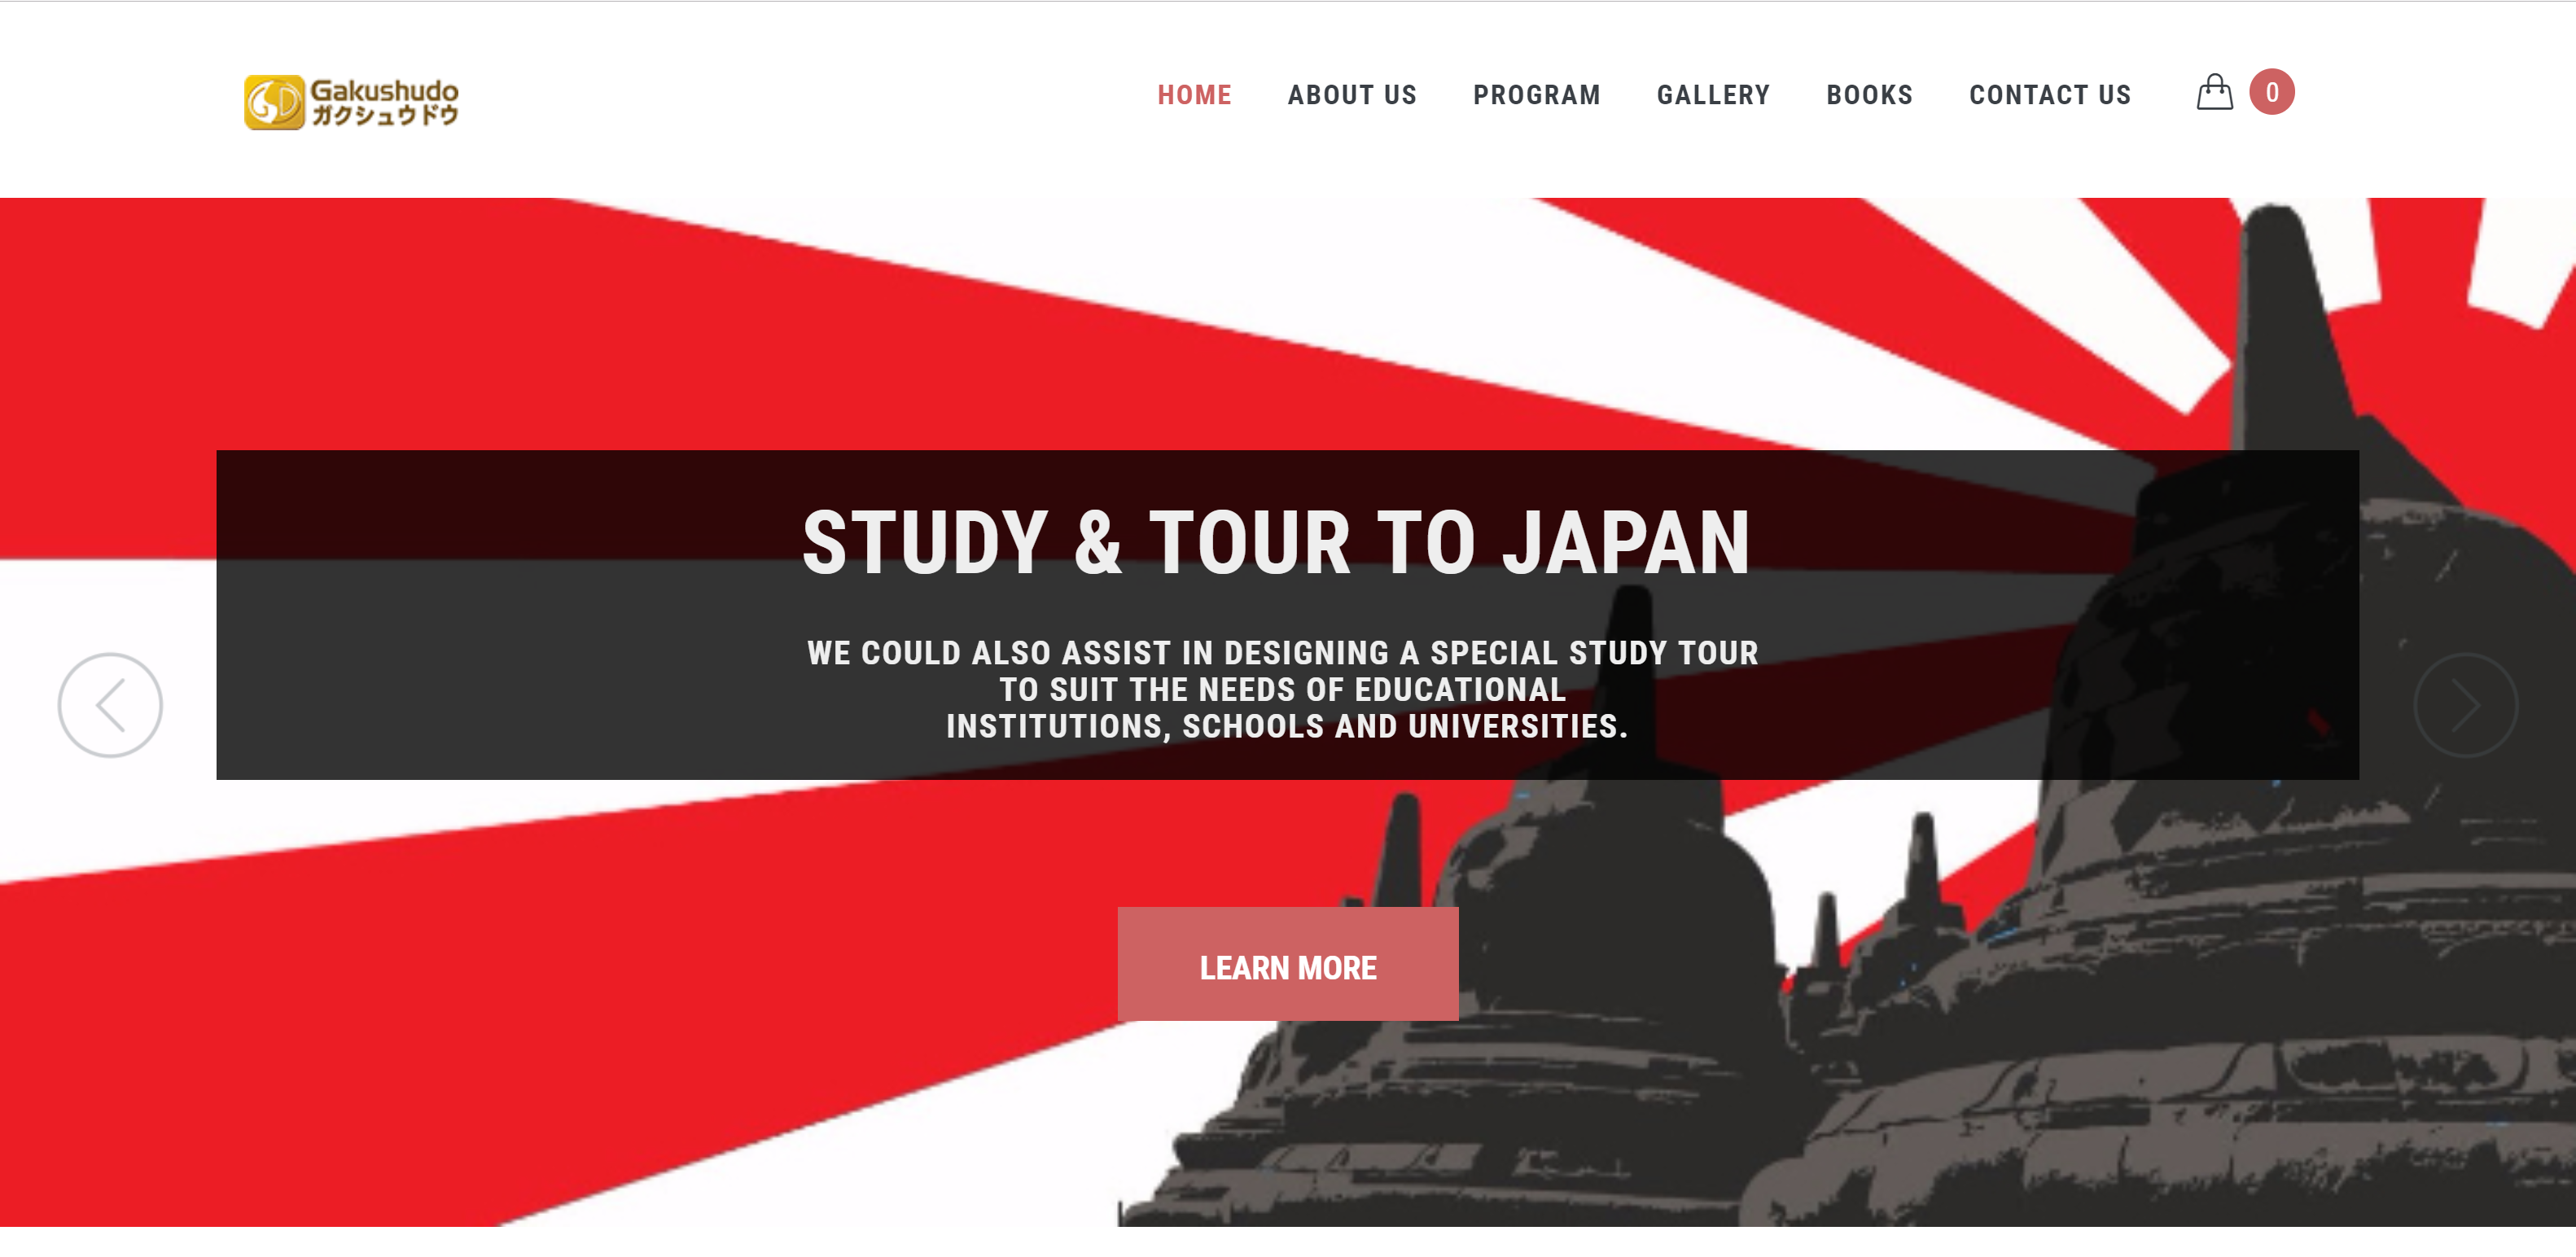 Gakushudo
ガクシュウドウ
HOME ABOUT US PROGRAM GALLERY BOOKS CONTACT US 0
STUDY & TOUR TO JAPAN
WE COULD ALSO ASSIST IN DESIGNING A SPECIAL STUDY TOUR
TO SUIT THE NEEDS OF EDUCATIONAL
INSTITUTIONS, SCHOOLS AND UNIVERSITIES.
LEARN MORE